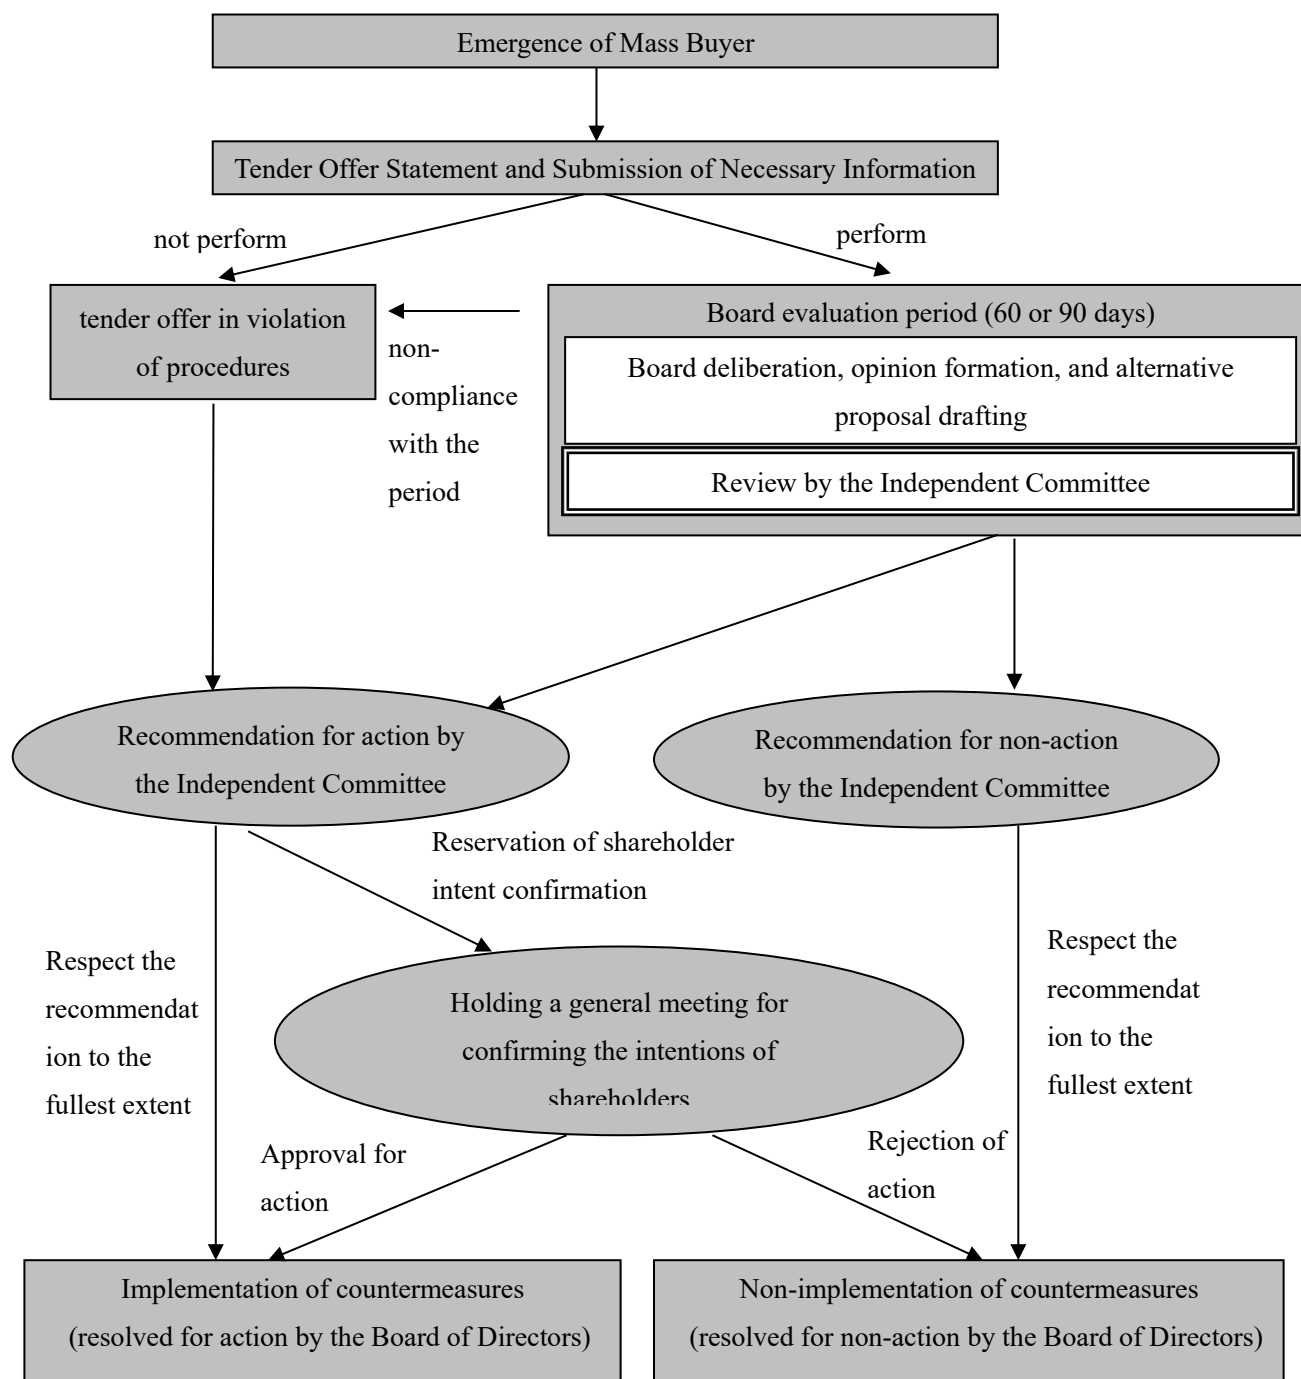 Emergence of Mass Buyer
Tender Offer Statement and Submission of Necessary Information
not perform
perform
tender offer in violation
of procedures
non-
compliance
with the
period
Board evaluation period (60 or 90 days)
Board deliberation, opinion formation, and alternative
proposal drafting
Review by the Independent Committee
Recommendation for action by
the Independent Committee
Recommendation for non-action
by the Independent Committee
Reservation of shareholder
intent confirmation
Respect the
recommendat
ion to the
fullest extent
Holding a general meeting for
confirming the intentions of
shareholders
Respect the
recommendat
ion to the
fullest extent
Approval for
action
Rejection of
action
Implementation of countermeasures
(resolved for action by the Board of Directors)
Non-implementation of countermeasures
(resolved for non-action by the Board of Directors)